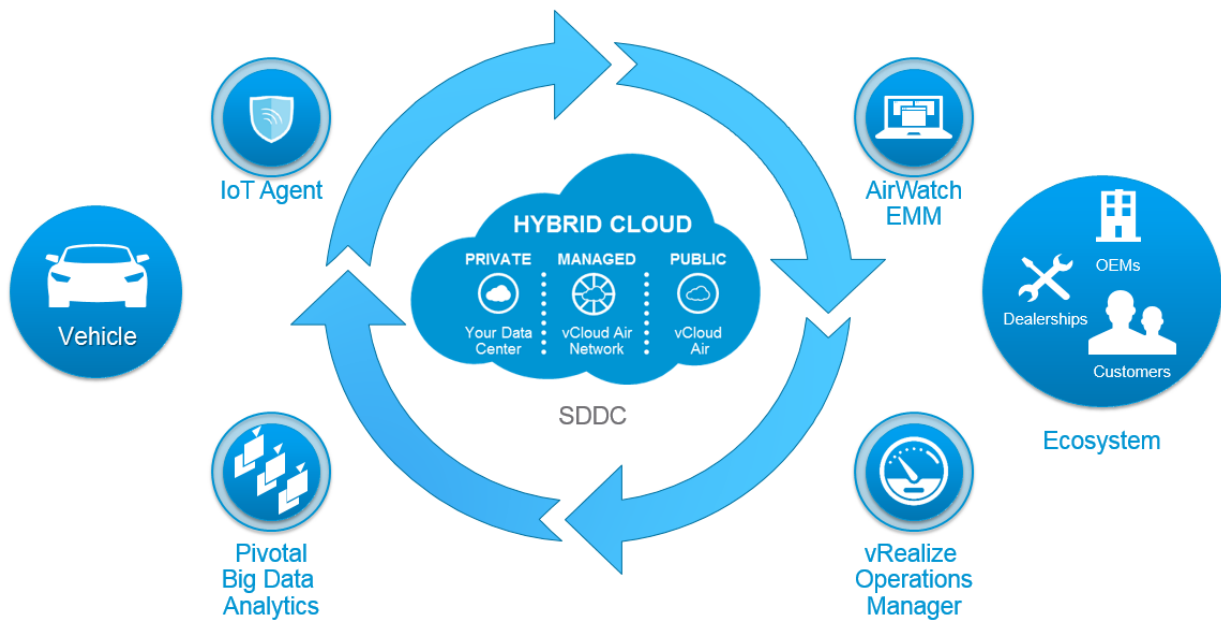 IoT Agent
AirWatch
EMM
HYBRID CLOUD
PRIVATE
MANAGED
PUBLIC
Your Data
Center
vCloud Air
Network
vCloud
Air
SDDC
Vehicle
OEMs
Dealerships
Customers
Ecosystem
Pivotal
Big Data
Analytics
vRealize
Operations
Manager